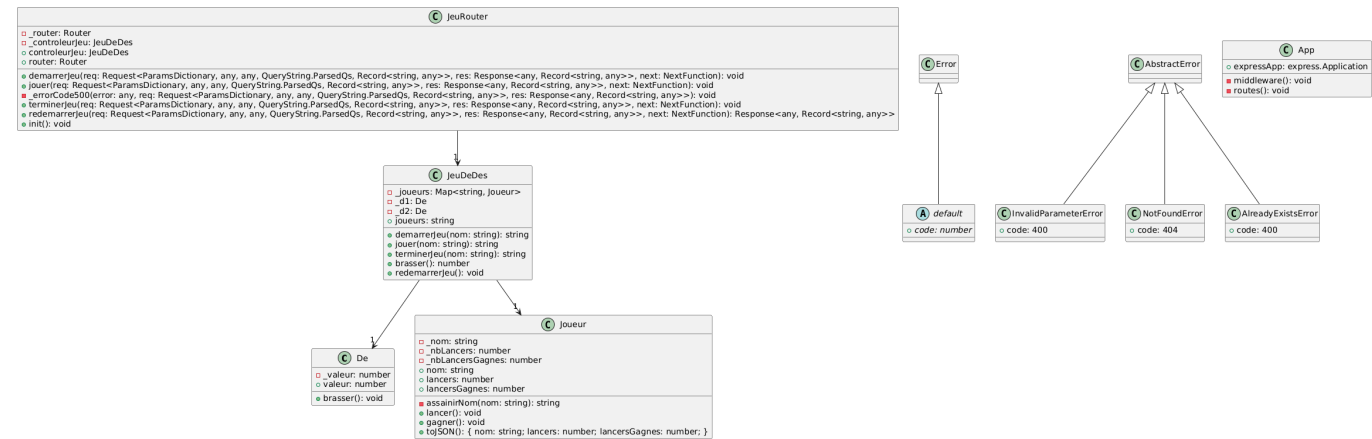 JeuRouter
_router: Router
_controleurJeu: JeuDeDes
controleurJeu: JeuDeDes
router: Router
demarrerJeu(req: Request<ParamsDictionary, any, any, QueryString.ParsedQs, Record<string, any>>, res: Response<any, Record<string, any>>, next: NextFunction): void
jouer(req: Request<ParamsDictionary, any, any, QueryString.ParsedQs, Record<string, any>>, res: Response<any, Record<string, any>>, next: NextFunction): void
_errorCode500(error: any, req: Request<ParamsDictionary, any, any, QueryString.ParsedQs, Record<string, any>>, res: Response<any, Record<string, any>>): void
terminerJeu(req: Request<ParamsDictionary, any, any, QueryString.ParsedQs, Record<string, any>>, res: Response<any, Record<string, any>>, next: NextFunction): void
redemarrerJeu(req: Request<ParamsDictionary, any, any, QueryString.ParsedQs, Record<string, any>>, res: Response<any, Record<string, any>>, next: NextFunction): Response<any, Record<string, any>>
init(): void
C Error
C AbstractError
C App
expressApp: express.Application
middleware(): void
routes(): void
1
C JeuDeDes
_joueurs: Map<string, Joueur>
_d1: De
_d2: De
joueurs: string
demarrerJeu(nom: string): string
jouer(nom: string): string
terminerJeu(nom: string): string
brasser(): number
redemarrerJeu(): void
A default
code: number
C InvalidParameterError
code: 400
C NotFoundError
code: 404
C AlreadyExistsError
code: 400
1
1
C De
_valeur: number
valeur: number
brasser(): void
C Joueur
_nom: string
_nbLancers: number
_nbLancersGagnes: number
nom: string
lancers: number
lancersGagnes: number
assainirNom(nom: string): string
lancer(): void
gagner(): void
toJSON(): { nom: string; lancers: number; lancersGagnes: number; }